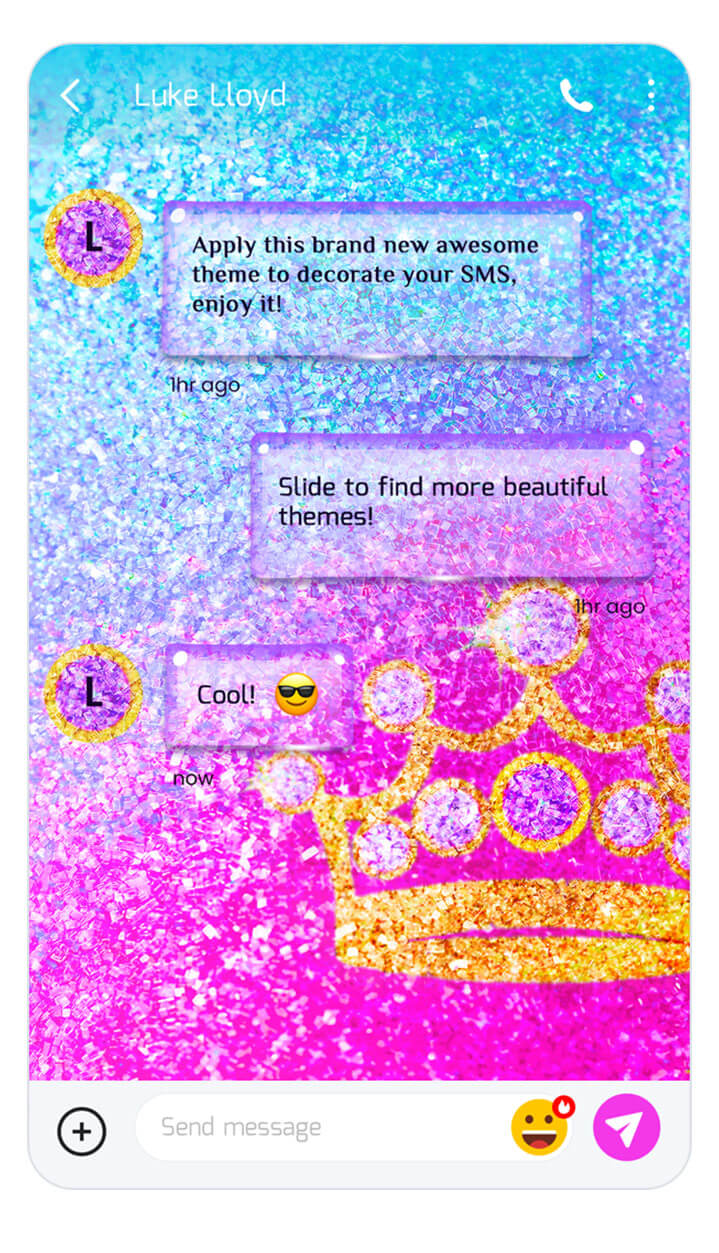 Luke Lloyd
L
Apply this brand new awesome
theme to decorate your SMS,
enjoy it!
1hr ago
Slide to find more beautiful
themes!
1hr ago
L
Cool! 😎
now
Send message